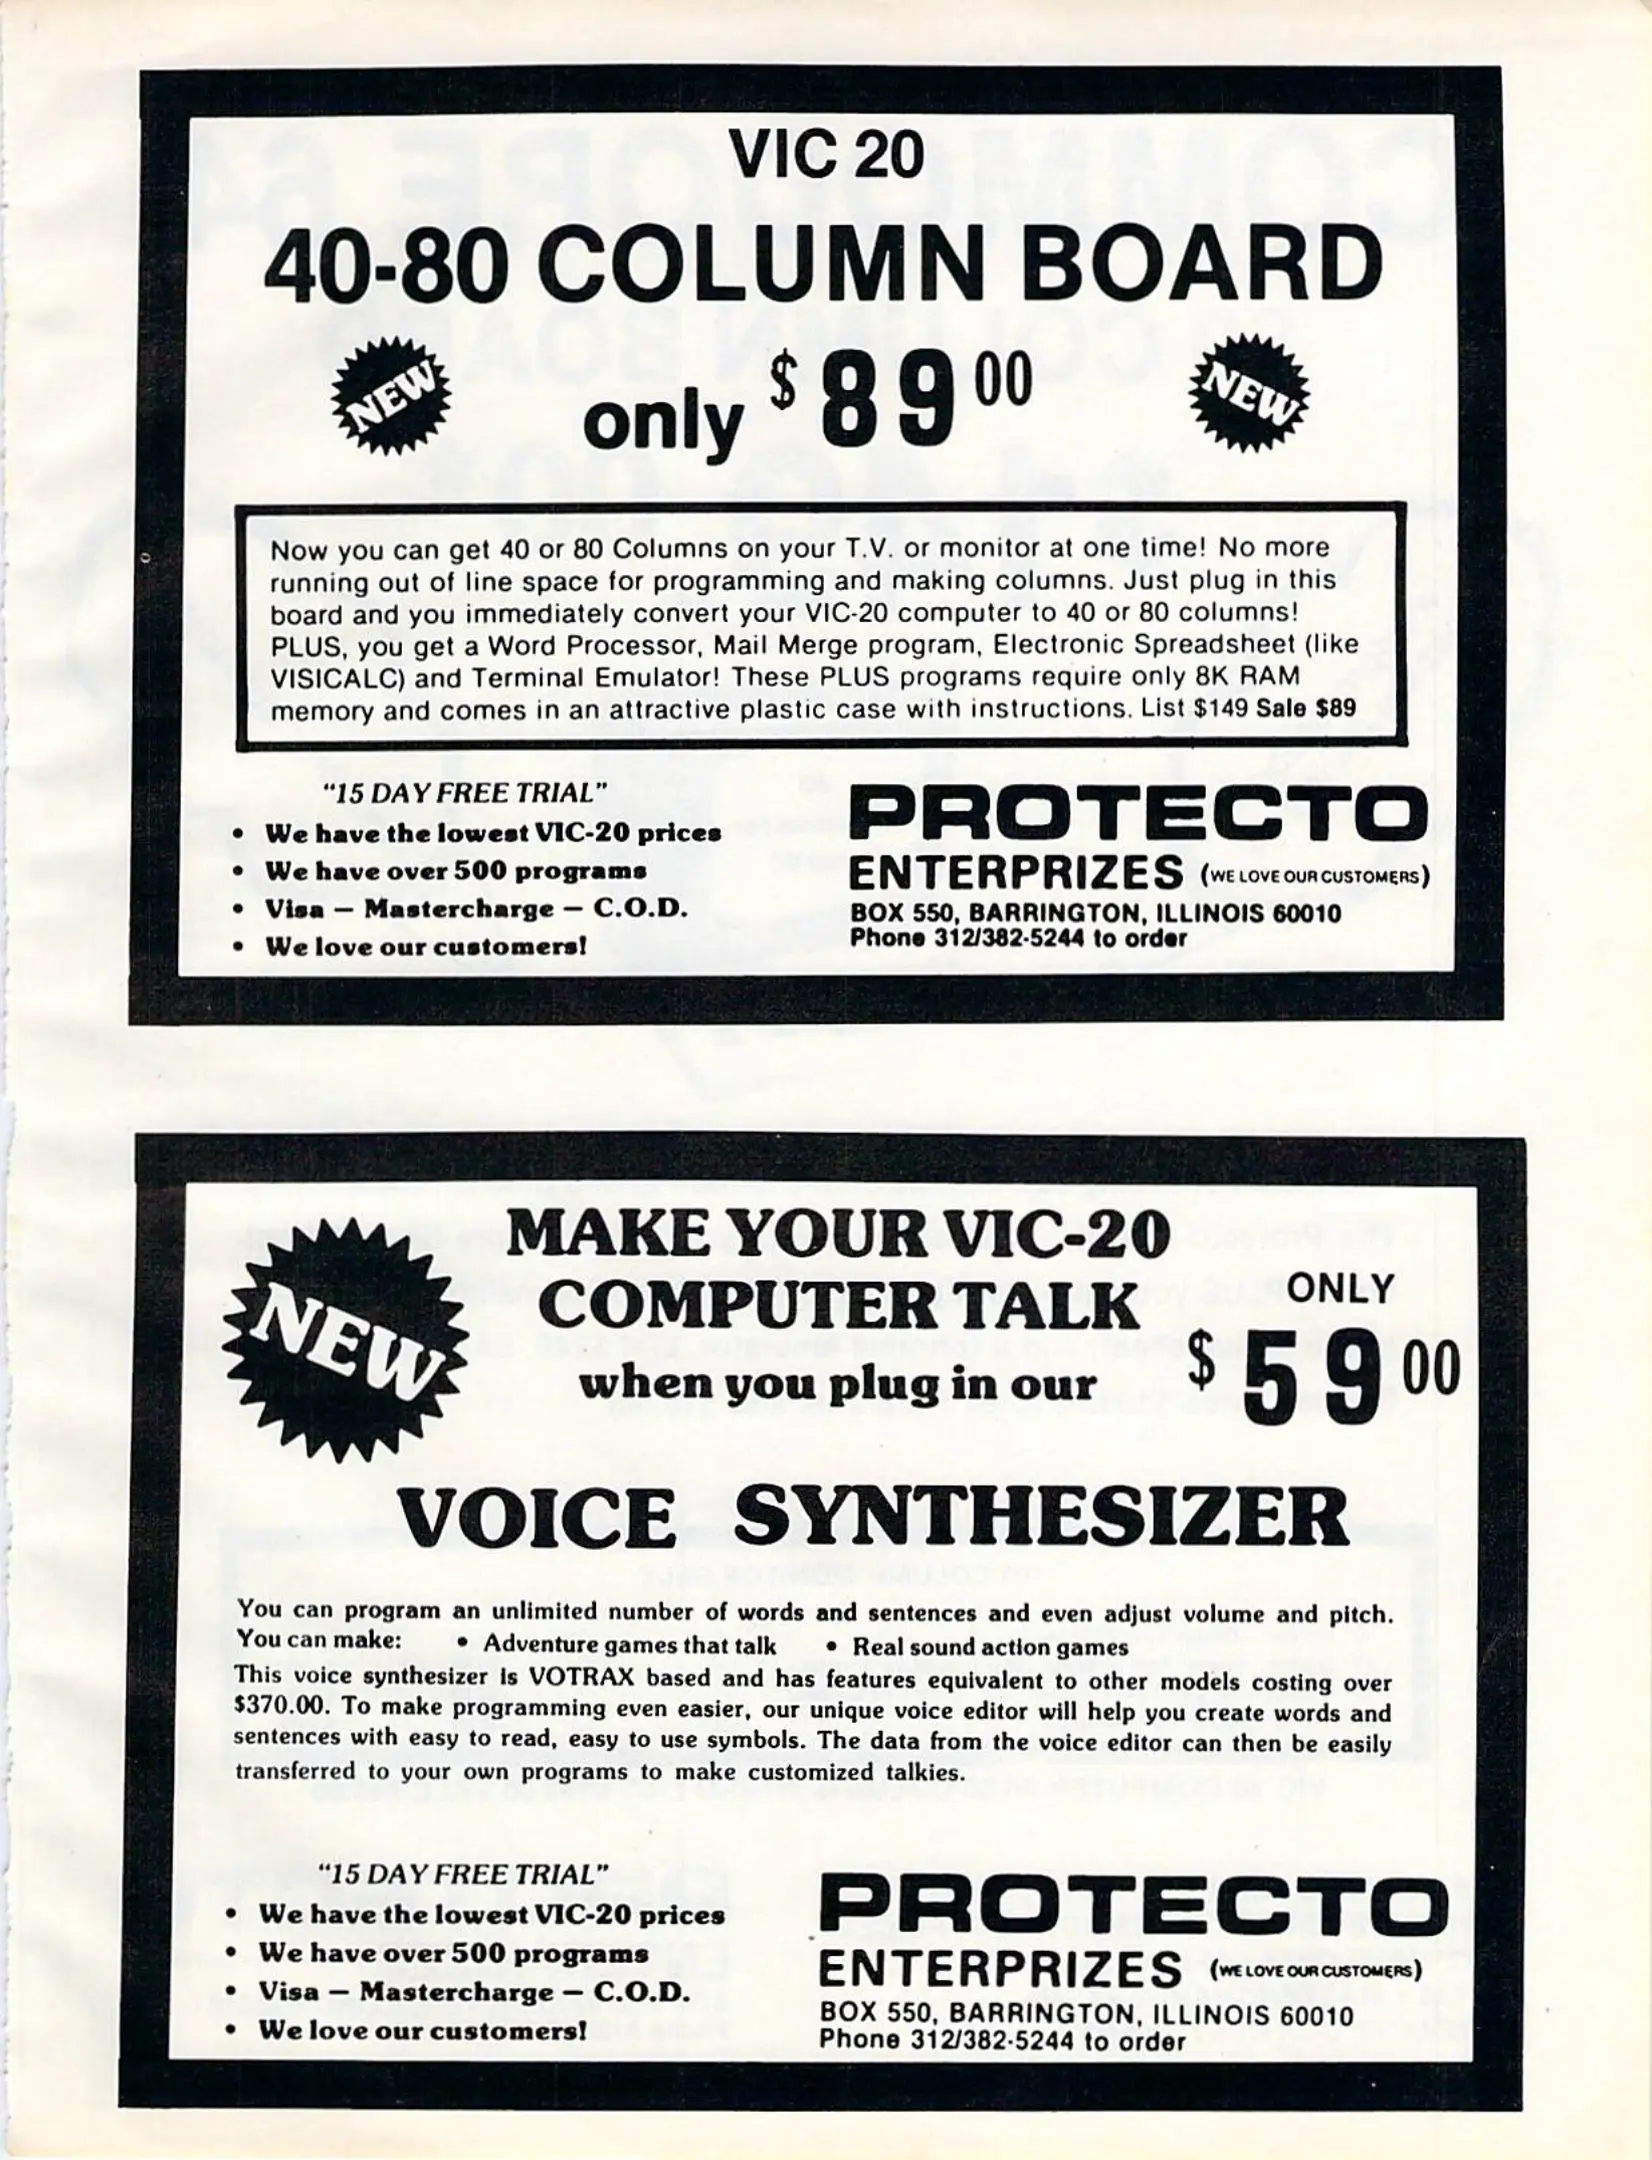 VIC 20
40-80 COLUMN BOARD
NEW
only $89 00
NEW
Now you can get 40 or 80 Columns on your T.V. or monitor at one time! No more
running out of line space for programming and making columns. Just plug in this
board and you immediately convert your VIC-20 computer to 40 or 80 columns!
PLUS, you get a Word Processor, Mail Merge program, Electronic Spreadsheet (like
VISICALC) and Terminal Emulator! These PLUS programs require only 8K RAM
memory and comes in an attractive plastic case with instructions. List $149 Sale $89
"15 DAY FREE TRIAL"
• We have the lowest VIC-20 prices
• We have over 500 programs
• Visa — Mastercharge — C.O.D.
• We love our customers!
PROTECTO
ENTERPRIZES (WE LOVE OUR CUSTOMERS)
BOX 550, BARRINGTON, ILLINOIS 60010
Phone 312/382-5244 to order
NEW
MAKE YOUR VIC-20
COMPUTER TALK
when you plug in our
ONLY
$59 00
VOICE SYNTHESIZER
You can program an unlimited number of words and sentences and even adjust volume and pitch.
You can make: • Adventure games that talk • Real sound action games
This voice synthesizer is VOTRAX based and has features equivalent to other models costing over
$370.00. To make programming even easier, our unique voice editor will help you create words and
sentences with easy to read, easy to use symbols. The data from the voice editor can then be easily
transferred to your own programs to make customized talkies.
"15 DAY FREE TRIAL"
• We have the lowest VIC-20 prices
• We have over 500 programs
• Visa — Mastercharge — C.O.D.
• We love our customers!
PROTECTO
ENTERPRIZES (WE LOVE OUR CUSTOMERS)
BOX 550, BARRINGTON, ILLINOIS 60010
Phone 312/382-5244 to order